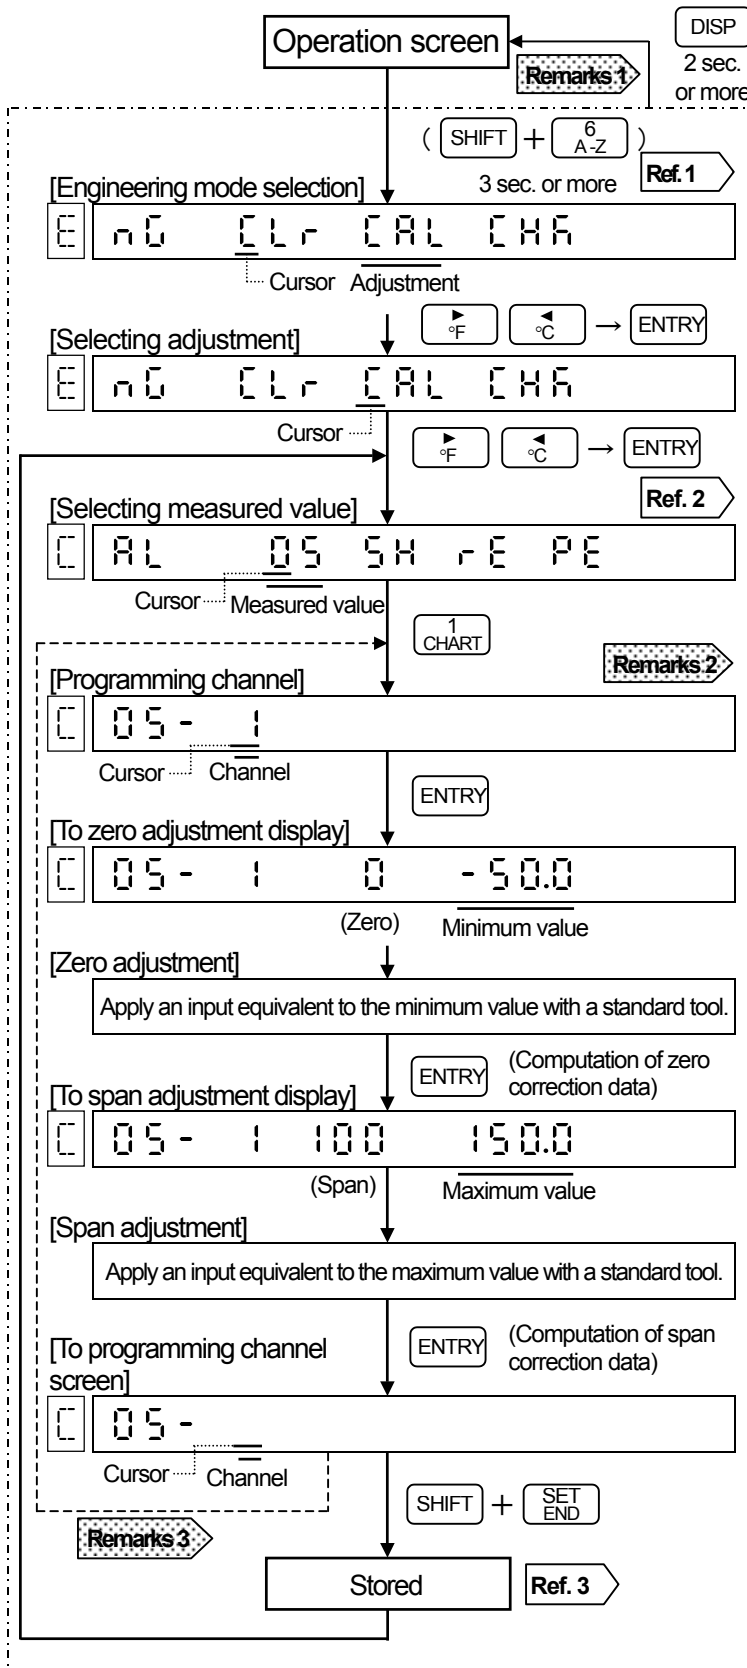 Operation screen
DISP
2 sec.
or more
Remarks 1
( SHIFT + 6 A-Z )
3 sec. or more
Ref. 1
[Engineering mode selection]
E nG CLr CAL CHK
Cursor Adjustment
► °F ◄ °C → ENTRY
[Selecting adjustment]
E nG CLr CAL CHK
Cursor
► °F ◄ °C → ENTRY
Ref. 2
[Selecting measured value]
C AL 05 SH rE PE
Cursor Measured value
1 CHART
Remarks 2
[Programming channel]
C 05- 1
Cursor Channel
ENTRY
[To zero adjustment display]
C 05- 1 0 -50.0
(Zero) Minimum value
[Zero adjustment]
Apply an input equivalent to the minimum value with a standard tool.
ENTRY (Computation of zero
correction data)
[To span adjustment display]
C 05- 1 100 150.0
(Span) Maximum value
[Span adjustment]
Apply an input equivalent to the maximum value with a standard tool.
ENTRY (Computation of span
correction data)
[To programming channel
screen]
C 05-
Cursor Channel
SHIFT + SET END
Remarks 3
Stored
Ref. 3